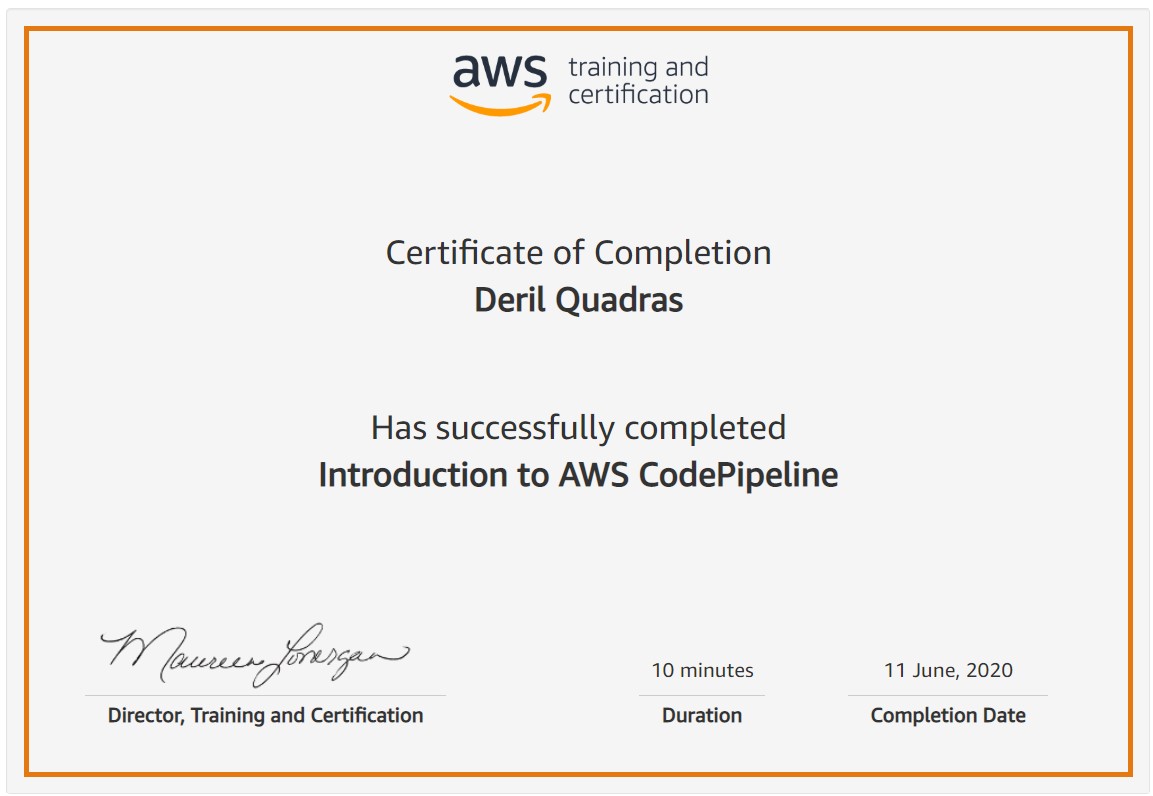 aws training and
certification
Certificate of Completion
Deril Quadras
Has successfully completed
Introduction to AWS CodePipeline
Maureen Lonergan
Director, Training and Certification
10 minutes
Duration
11 June, 2020
Completion Date